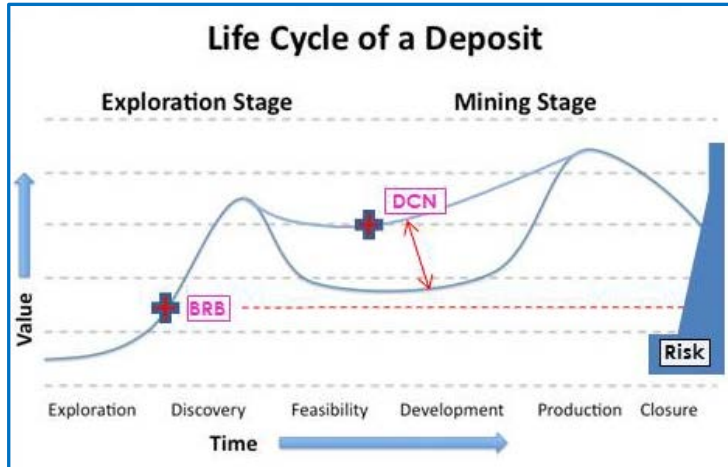 Life Cycle of a Deposit
Exploration Stage Mining Stage
DCN
BRB
Value
Risk
Exploration Discovery Feasibility Development Production Closure
Time